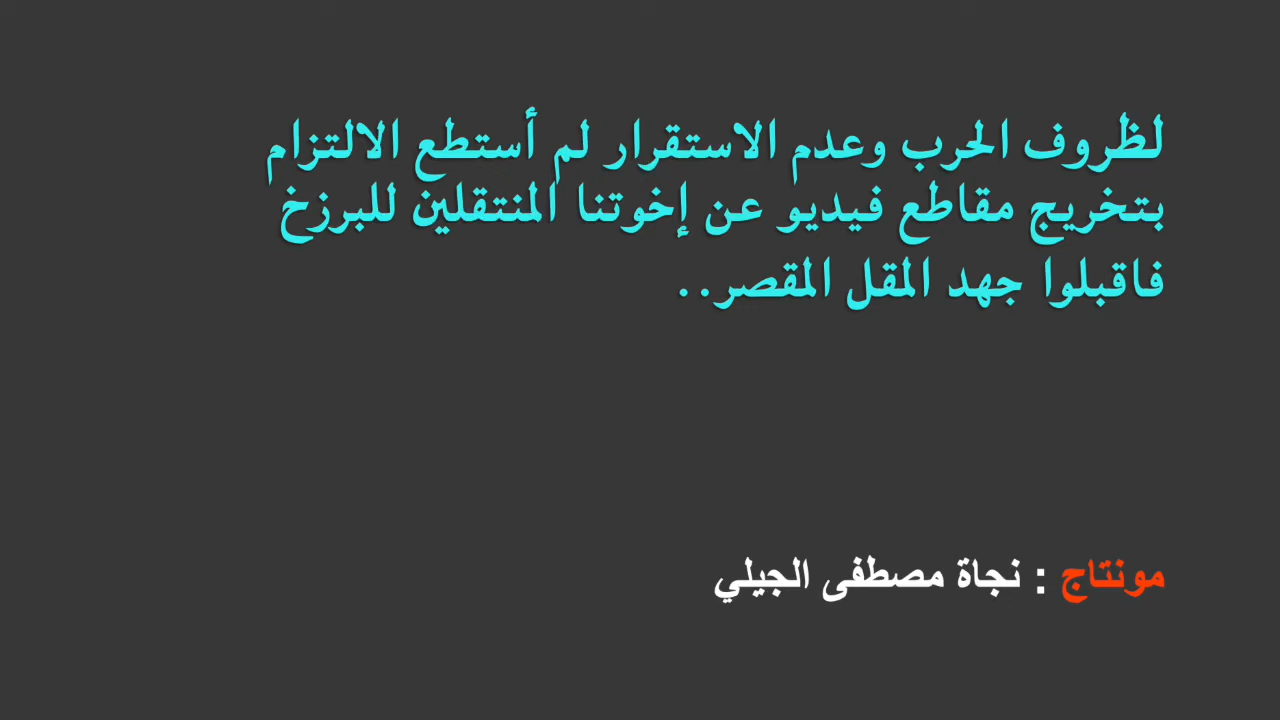 لظروف الحرب وعدم الاستقرار لم أستطع الالتزام
بتخريج مقاطع فيديو عن إخوتنا المنتقلين للبرزخ
فاقبلوا جهد المقل المقصر..
مونتاج : نجاة مصطفى الجيلي